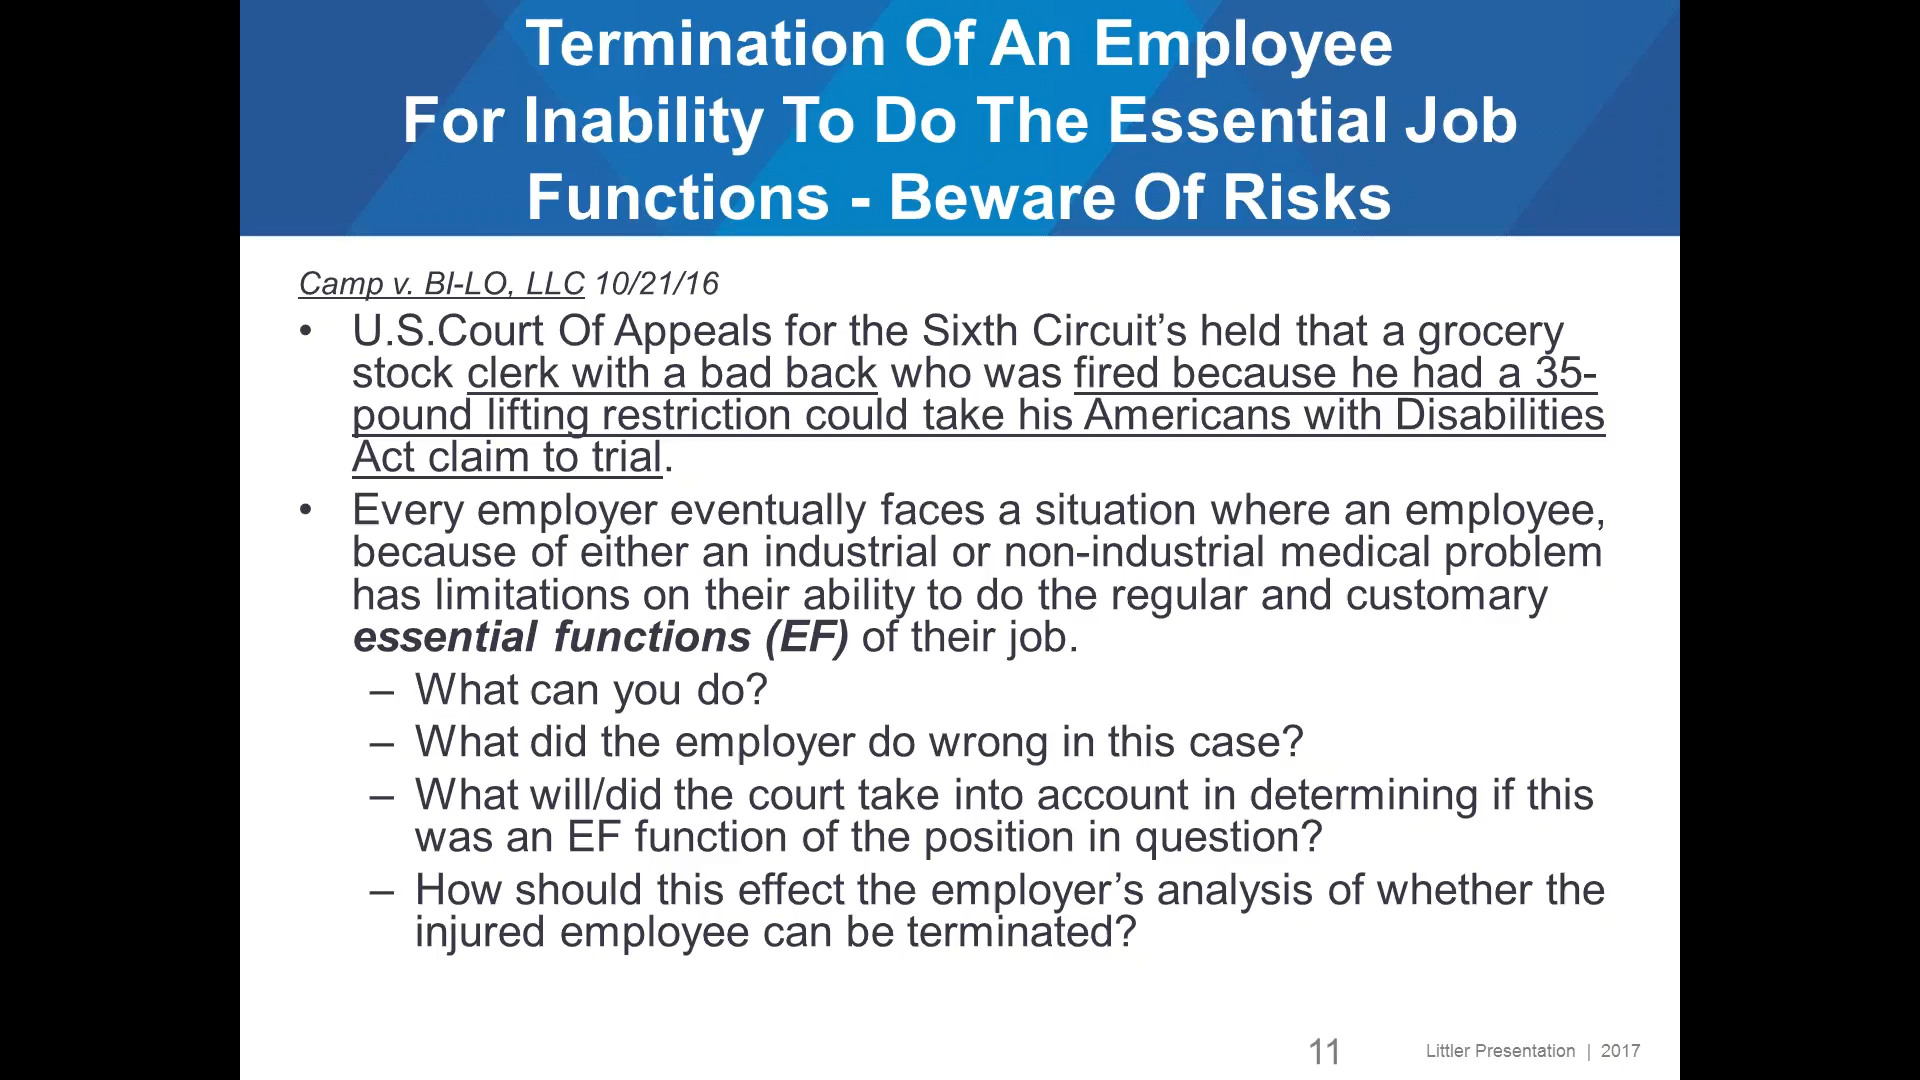 Termination Of An Employee
For Inability To Do The Essential Job
Functions - Beware Of Risks
Camp v. BI-LO, LLC 10/21/16
• U.S.Court Of Appeals for the Sixth Circuit’s held that a grocery
stock clerk with a bad back who was fired because he had a 35-
pound lifting restriction could take his Americans with Disabilities
Act claim to trial.
• Every employer eventually faces a situation where an employee,
because of either an industrial or non-industrial medical problem
has limitations on their ability to do the regular and customary
essential functions (EF) of their job.
– What can you do?
– What did the employer do wrong in this case?
– What will/did the court take into account in determining if this
was an EF function of the position in question?
– How should this effect the employer’s analysis of whether the
injured employee can be terminated?
11 Littler Presentation | 2017